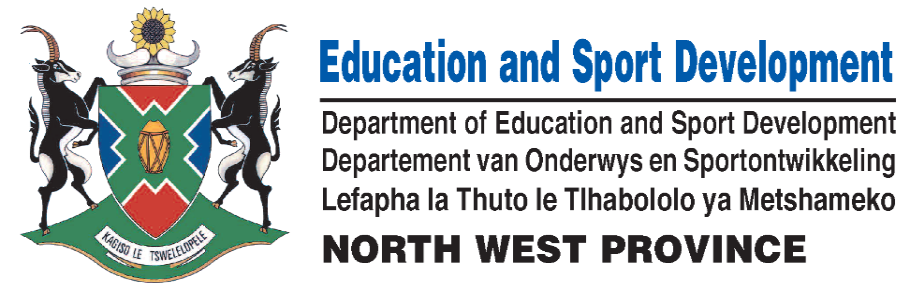 Education and Sport Development
Department of Education and Sport Development
Departement van Onderwys en Sportontwikkeling
Lefapha la Thuto le Tlhabololo ya Metshameko
NORTH WEST PROVINCE
KAGISO LE TSWELELOPELE